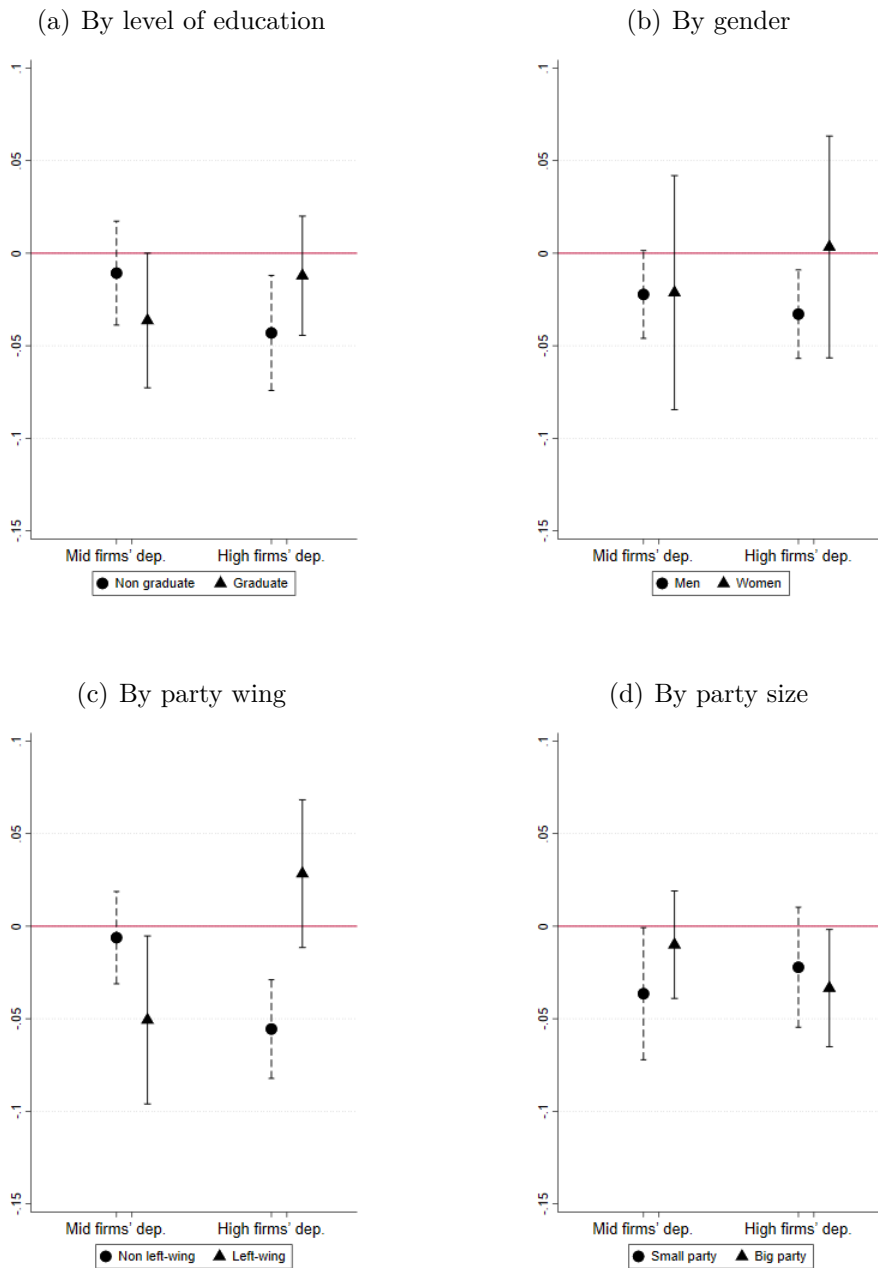 (a) By level of education
.1
.05
0
-.05
-.1
-.15
Mid firms' dep. High firms' dep.
Non graduate Graduate
(b) By gender
.1
.05
0
-.05
-.1
-.15
Mid firms' dep. High firms' dep.
Men Women
(c) By party wing
.1
.05
0
-.05
-.1
-.15
Mid firms' dep. High firms' dep.
Non left-wing Left-wing
(d) By party size
.1
.05
0
-.05
-.1
-.15
Mid firms' dep. High firms' dep.
Small party Big party